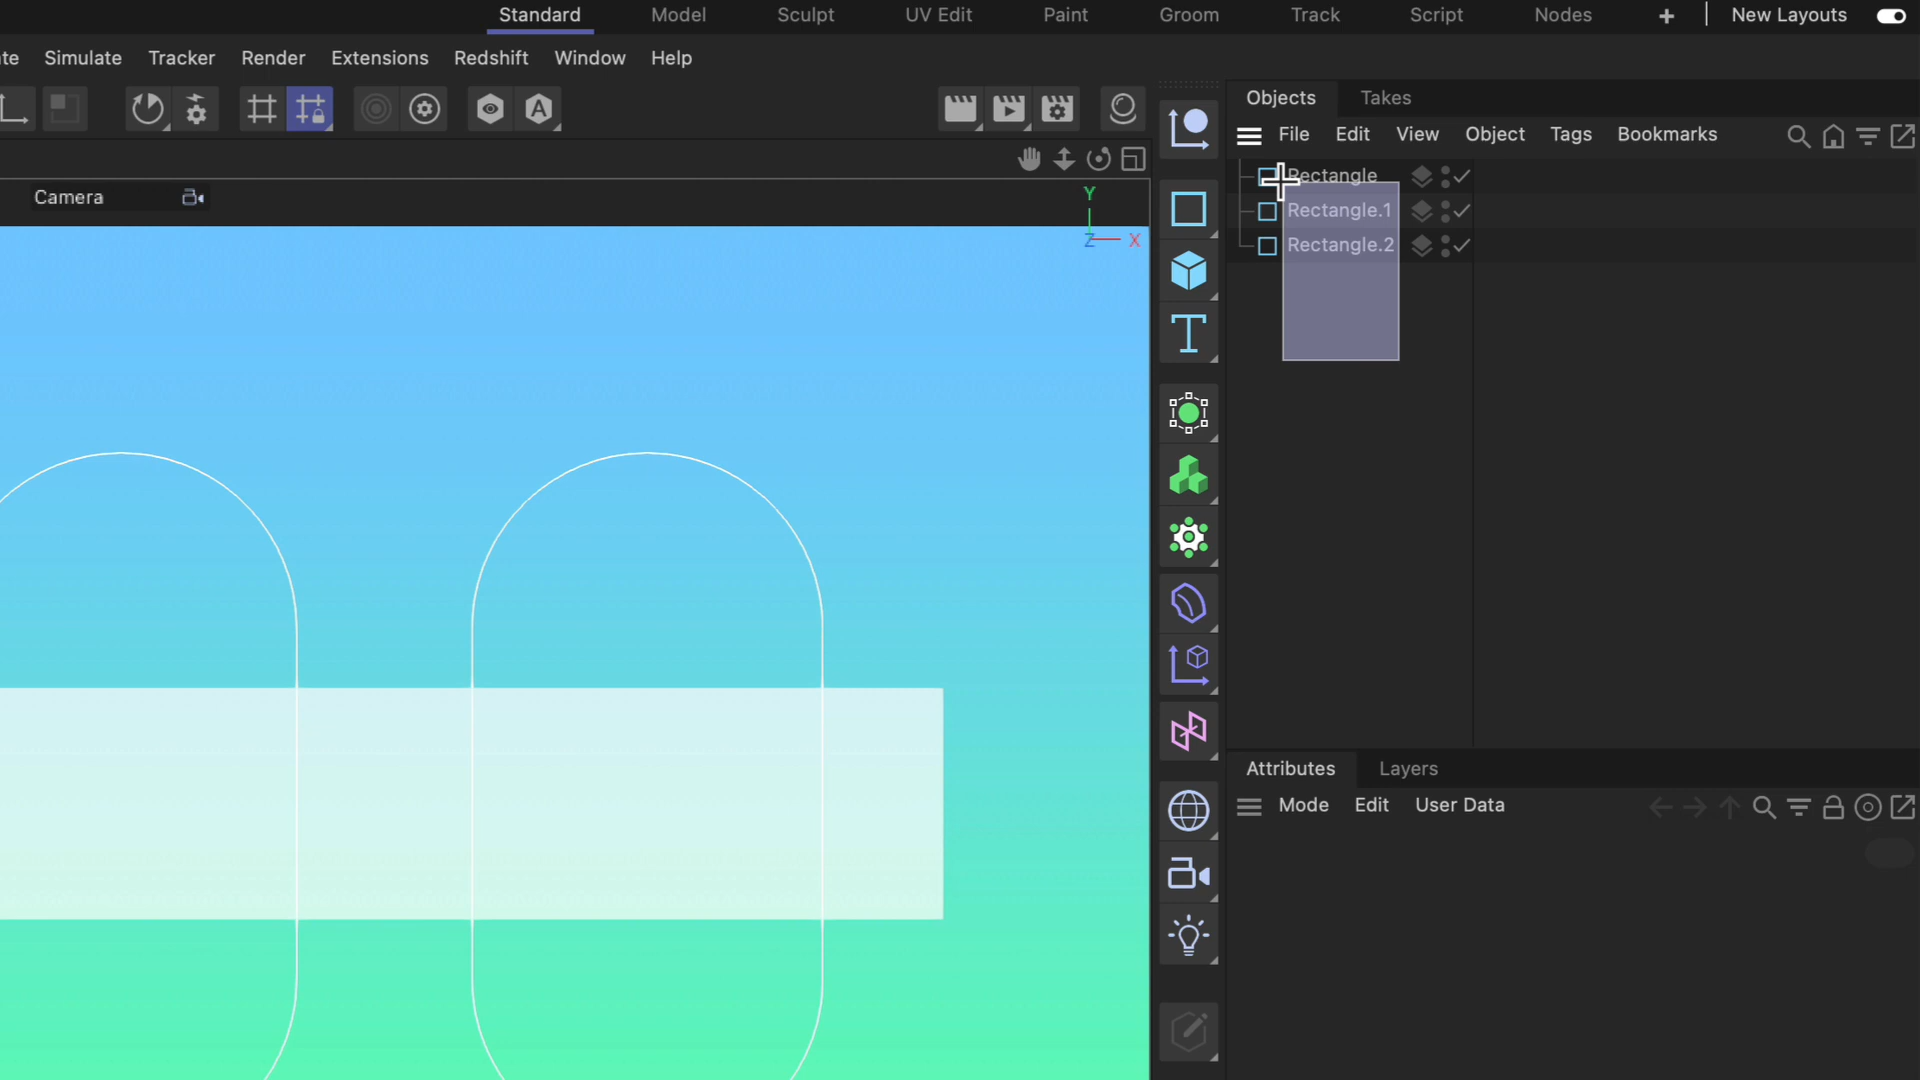 Standard Model Sculpt UV Edit Paint Groom Track Script Nodes + New Layouts
te Simulate Tracker Render Extensions Redshift Window Help
Objects Takes
File Edit View Object Tags Bookmarks
Camera
Rectangle
Rectangle.1
Rectangle.2
Y
Z X
A
T
Attributes Layers
Mode Edit User Data